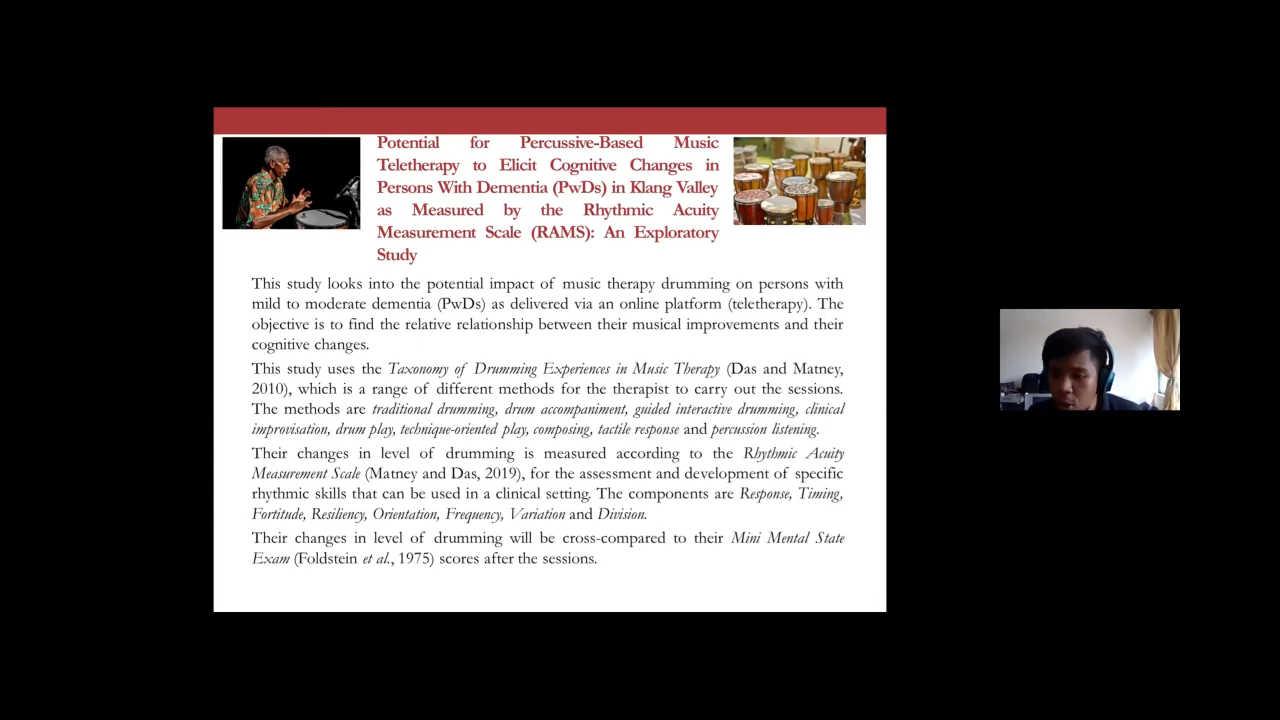 Potential for Percussive-Based Music
Teletherapy to Elicit Cognitive Changes in
Persons With Dementia (PwDs) in Klang Valley
as Measured by the Rhythmic Acuity
Measurement Scale (RAMS): An Exploratory
Study
This study looks into the potential impact of music therapy drumming on persons with
mild to moderate dementia (PwDs) as delivered via an online platform (teletherapy). The
objective is to find the relative relationship between their musical improvements and their
cognitive changes.
This study uses the Taxonomy of Drumming Experiences in Music Therapy (Das and Matney,
2010), which is a range of different methods for the therapist to carry out the sessions.
The methods are traditional drumming, drum accompaniment, guided interactive drumming, clinical
improvisation, drum play, technique-oriented play, composing, tactile response and percussion listening.
Their changes in level of drumming is measured according to the Rhythmic Acuity
Measurement Scale (Matney and Das, 2019), for the assessment and development of specific
rhythmic skills that can be used in a clinical setting. The components are Response, Timing,
Fortitude, Resiliency, Orientation, Frequency, Variation and Division.
Their changes in level of drumming will be cross-compared to their Mini Mental State
Exam (Foldstein et al., 1975) scores after the sessions.